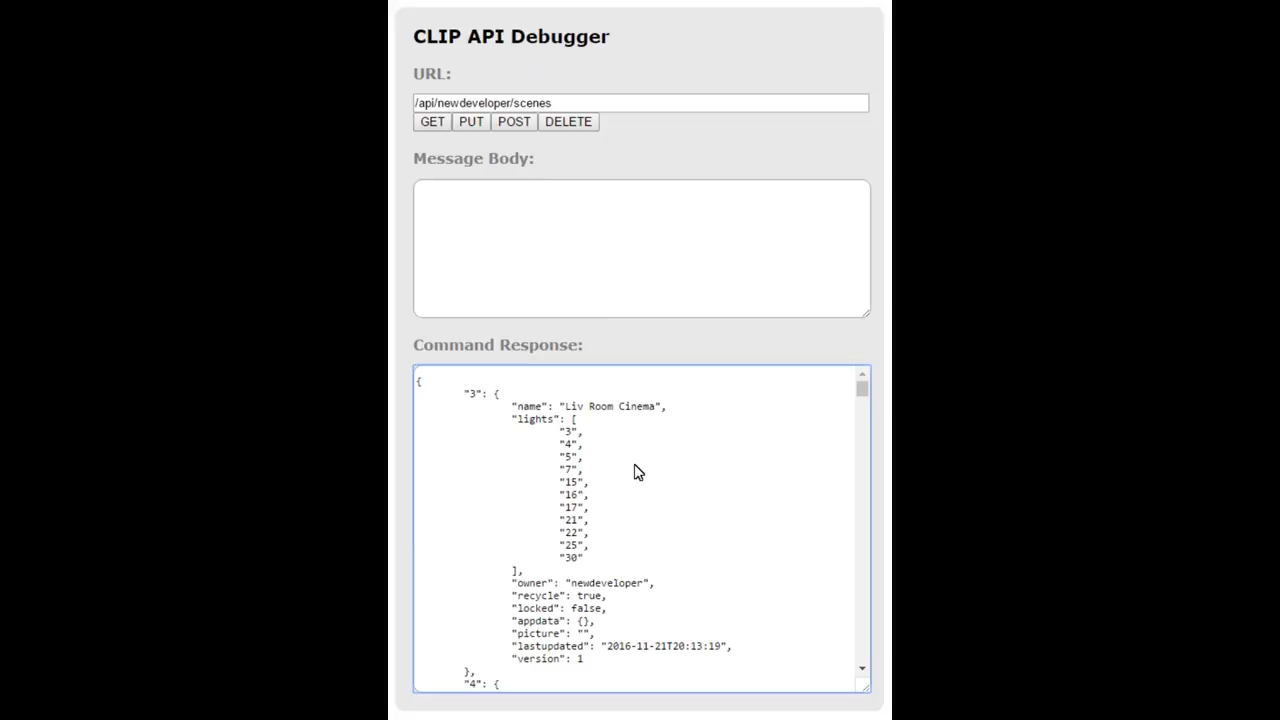 CLIP API Debugger
URL:
/api/newdeveloper/scenes
GET PUT POST DELETE
Message Body:
Command Response:
{
"3": {
"name": "Liv Room Cinema",
"lights": [
"3",
"4",
"5",
"7",
"15",
"16",
"17",
"21",
"22",
"25",
"30"
],
"owner": "newdeveloper",
"recycle": true,
"locked": false,
"appdata": {},
"picture": "",
"lastupdated": "2016-11-21T20:13:19",
"version": 1
},
"4": {